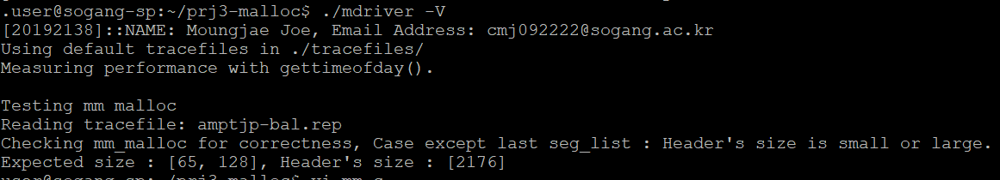 .user@sogang-sp:~/prj3-malloc$ ./mdriver -V
[20192138]::NAME: Moungjae Joe, Email Address: cmj092222@sogang.ac.kr
Using default tracefiles in ./tracefiles/
Measuring performance with gettimeofday().
Testing mm malloc
Reading tracefile: amptjp-bal.rep
Checking mm_malloc for correctness, Case except last seg_list : Header's size is small or large.
Expected size : [65, 128], Header's size : [2176]
user@sogang-sp:~/prj3-malloc$ vi mm.c